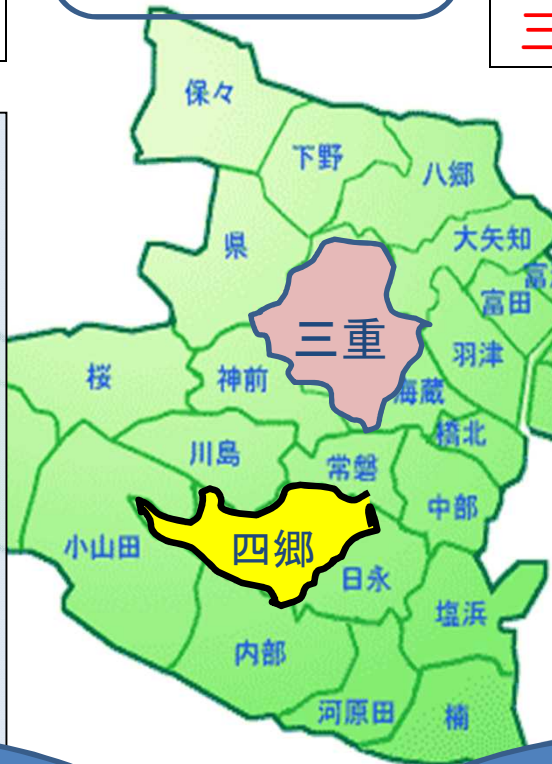 三
保々
下野
八郷
県
大矢知
富田
三重
羽津
桜
神前
海蔵
橋北
川島
常磐
中部
四郷
小山田
日永
塩浜
内部
河原田
楠